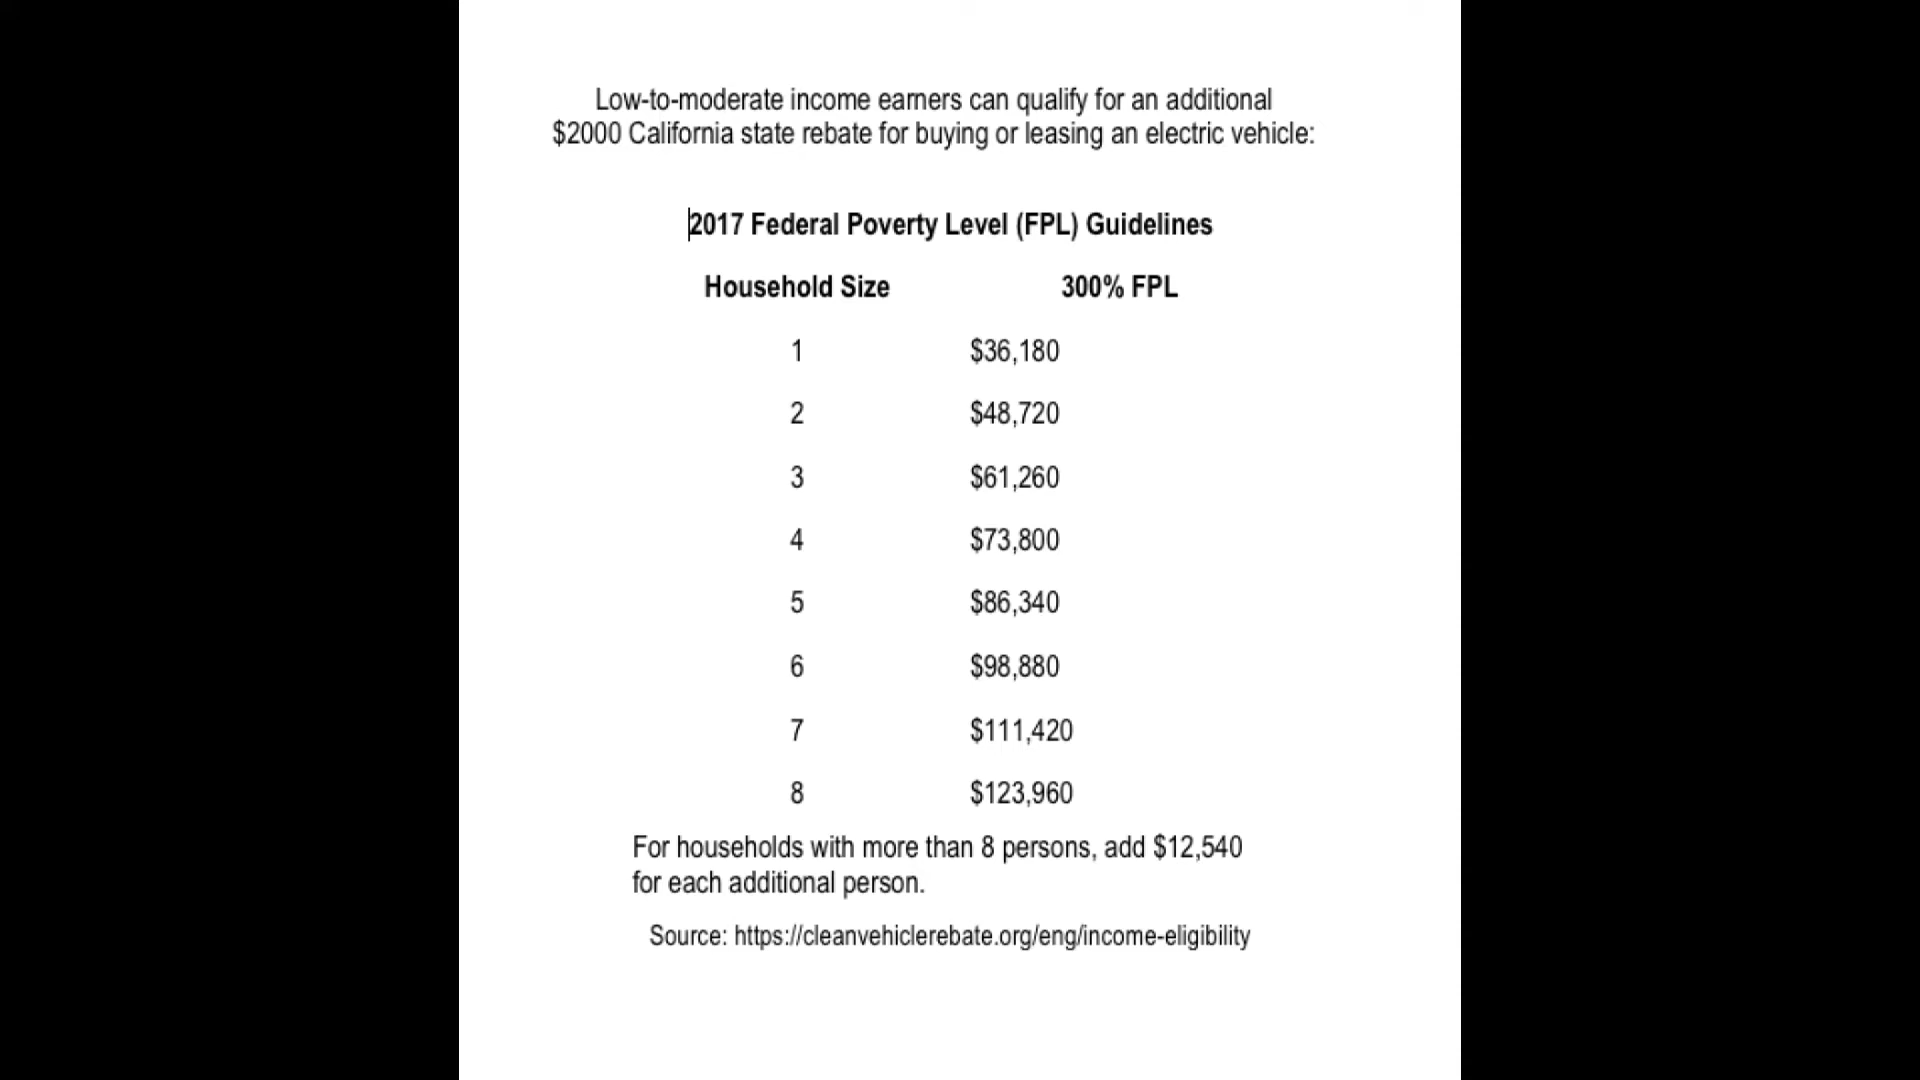 Low-to-moderate income earners can qualify for an additional
$2000 California state rebate for buying or leasing an electric vehicle:
2017 Federal Poverty Level (FPL) Guidelines
Household Size 300% FPL
1 $36,180
2 $48,720
3 $61,260
4 $73,800
5 $86,340
6 $98,880
7 $111,420
8 $123,960
For households with more than 8 persons, add $12,540
for each additional person.
Source: https://cleanvehiclerebate.org/eng/income-eligibility